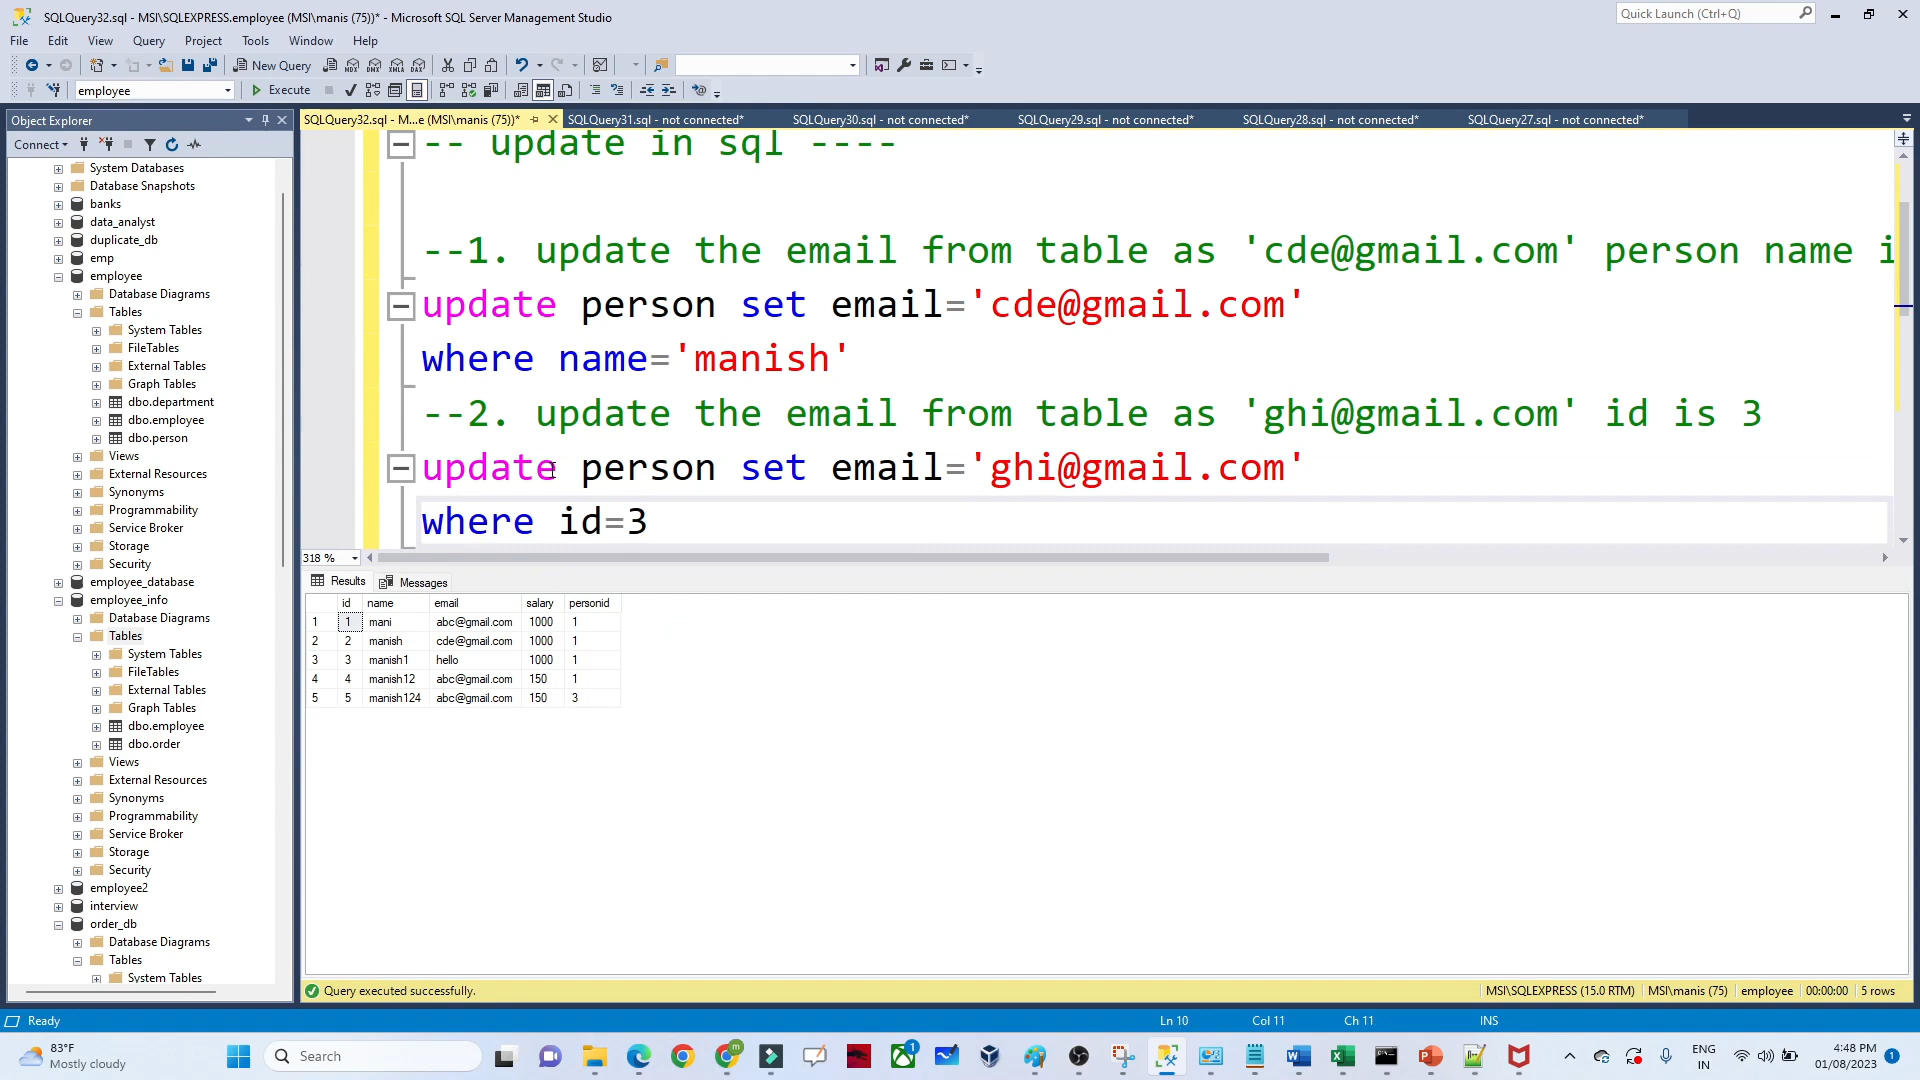 SQLQuery32.sql - MSI\SQLEXPRESS.employee (MSI\manis (75))* - Microsoft SQL Server Management Studio
Quick Launch (Ctrl+Q)
File Edit View Query Project Tools Window Help
New Query
employee
Execute
Object Explorer
SQLQuery32.sql - M...e (MSI\manis (75))*
SQLQuery31.sql - not connected*
SQLQuery30.sql - not connected*
SQLQuery29.sql - not connected*
SQLQuery28.sql - not connected*
SQLQuery27.sql - not connected*
Connect
System Databases
Database Snapshots
banks
data_analyst
duplicate_db
emp
employee
Database Diagrams
Tables
System Tables
FileTables
External Tables
Graph Tables
dbo.department
dbo.employee
dbo.person
Views
External Resources
Synonyms
Programmability
Service Broker
Storage
Security
employee_database
employee_info
Database Diagrams
Tables
System Tables
FileTables
External Tables
Graph Tables
dbo.employee
dbo.order
Views
External Resources
Synonyms
Programmability
Service Broker
Storage
Security
employee2
interview
order_db
Database Diagrams
Tables
System Tables
-- update in sql ----
--1. update the email from table as 'cde@gmail.com' person name i
update person set email='cde@gmail.com'
where name='manish'
--2. update the email from table as 'ghi@gmail.com' id is 3
update person set email='ghi@gmail.com'
where id=3
318 %
Results Messages
id name email salary personid
1 1 mani abc@gmail.com 1000 1
2 2 manish cde@gmail.com 1000 1
3 3 manish1 hello 1000 1
4 4 manish12 abc@gmail.com 150 1
5 5 manish124 abc@gmail.com 150 3
Query executed successfully.
MSI\SQLEXPRESS (15.0 RTM) MSI\manis (75) employee 00:00:00 5 rows
Ready
Ln 10 Col 11 Ch 11 INS
83°F
Mostly cloudy
Search
ENG
IN
4:48 PM
01/08/2023